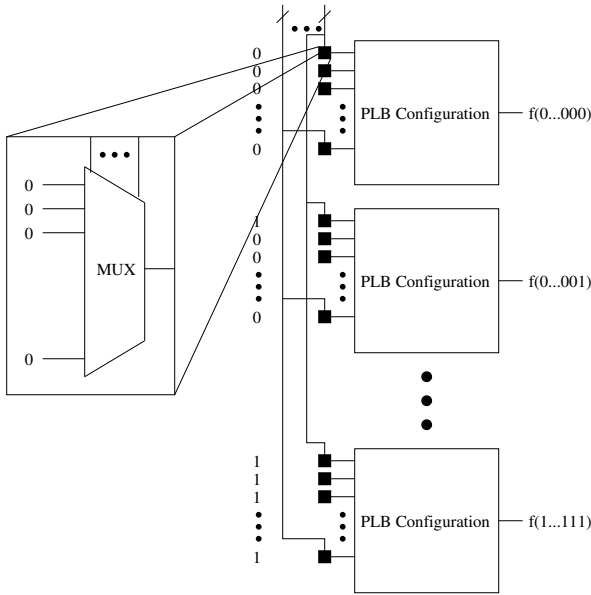 0
0
0
0
PLB Configuration
f(0...000)
0
0
0
0
MUX
1
0
0
0
PLB Configuration
f(0...001)
1
1
1
1
PLB Configuration
f(1...111)